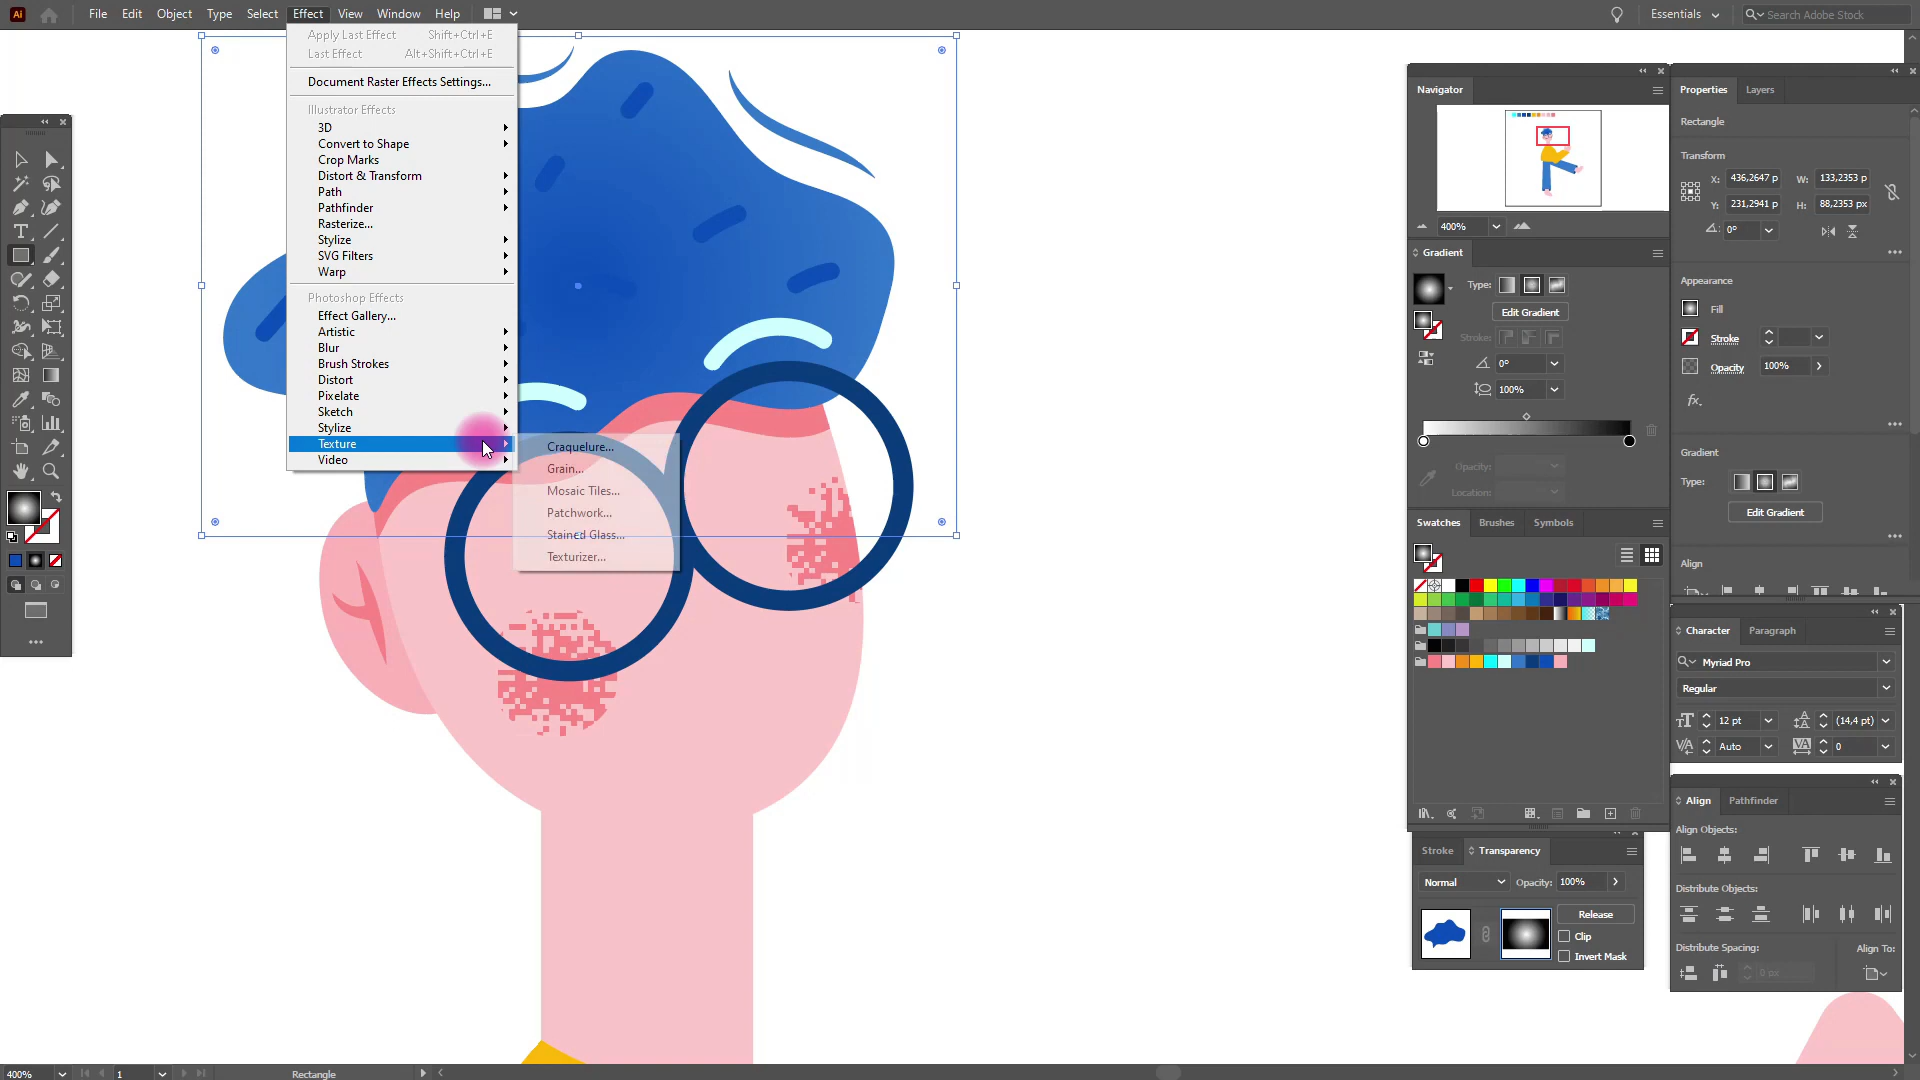 Ai
File Edit Object Type Select Effect View Window Help
Essentials
Search Adobe Stock
Apply Last Effect Shift+Ctrl+E
Last Effect Alt+Shift+Ctrl+E
Document Raster Effects Settings...
Illustrator Effects
3D
Convert to Shape
Crop Marks
Distort & Transform
Path
Pathfinder
Rasterize...
Stylize
SVG Filters
Warp
Photoshop Effects
Effect Gallery...
Artistic
Blur
Brush Strokes
Distort
Pixelate
Sketch
Stylize
Texture
Video
Craquelure...
Grain...
Mosaic Tiles...
Patchwork...
Stained Glass...
Texturizer...
Navigator
400%
Gradient
Type:
Edit Gradient
Stroke:
0°
100%
Opacity:
Location:
Swatches Brushes Symbols
Stroke Transparency
Normal Opacity: 100%
Release
Clip
Invert Mask
Properties Layers
Rectangle
Transform
X: 436,2647 p W: 133,2353 p
Y: 231,2941 p H: 88,2353 px
0°
Appearance
Fill
Stroke
Opacity 100%
fx.
Gradient
Type:
Edit Gradient
Align
Character Paragraph
Myriad Pro
Regular
12 pt (14,4 pt)
Auto 0
Align Pathfinder
Align Objects:
Distribute Objects:
Distribute Spacing: Align To:
0 px
400% 1 Rectangle